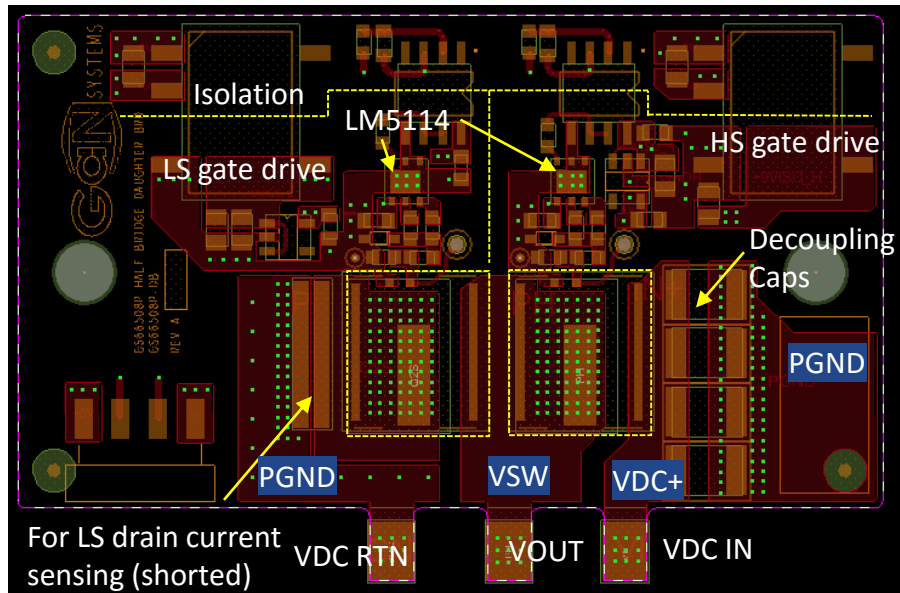 Isolation
LM5114
LS gate drive
HS gate drive
Decoupling
Caps
PGND
PGND
VSW
VDC+
For LS drain current
sensing (shorted)
VDC RTN
VOUT
VDC IN
GaN
SYSTEMS
GS66508P HALF BRIDGE DAUGHTER BRD
GS66508P-DB
REV A